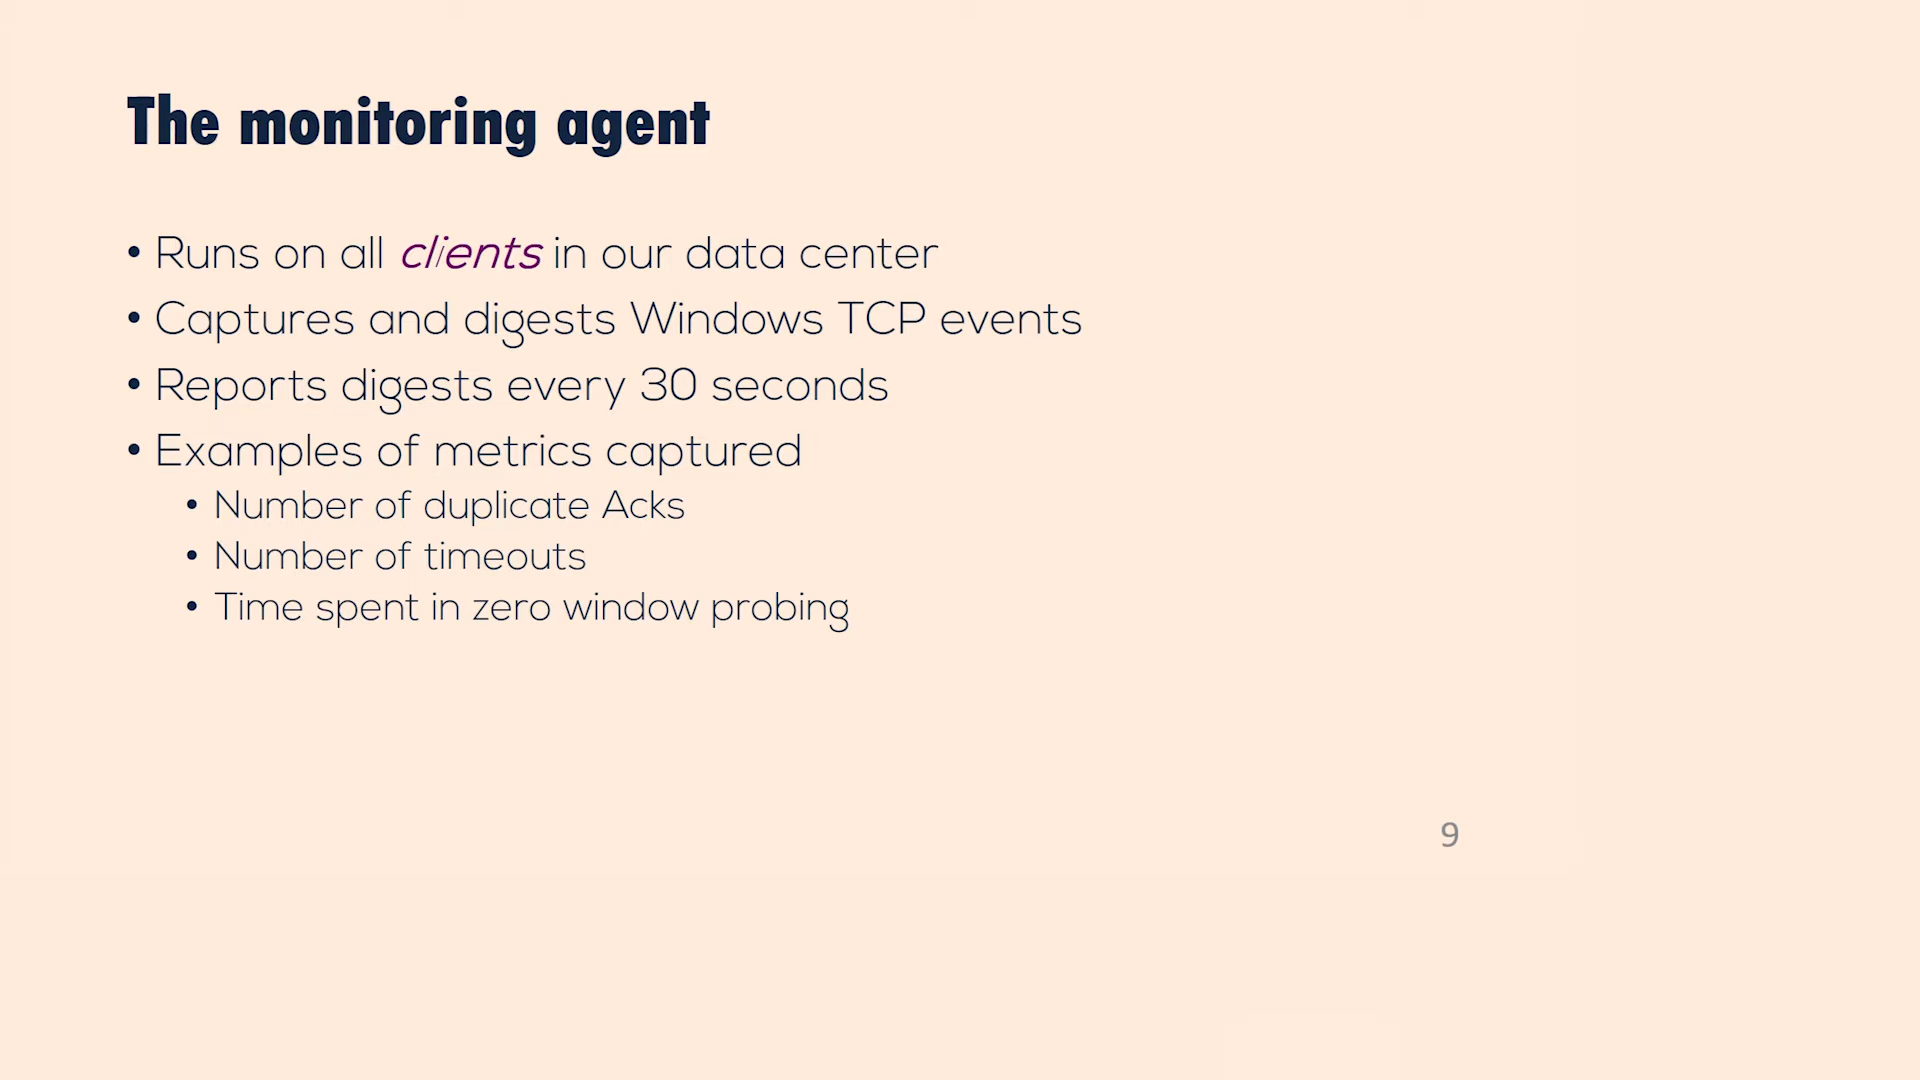 The monitoring agent
• Runs on all clients in our data center
• Captures and digests Windows TCP events
• Reports digests every 30 seconds
• Examples of metrics captured
• Number of duplicate Acks
• Number of timeouts
• Time spent in zero window probing
9